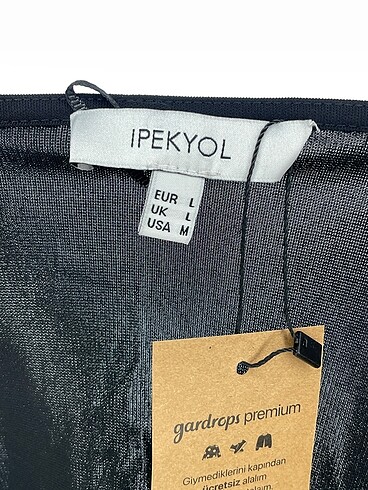 IPEKYOL
EUR L
UK L
USA M
gardrops premium
Giymediklerini kapından
ücretsiz alalım